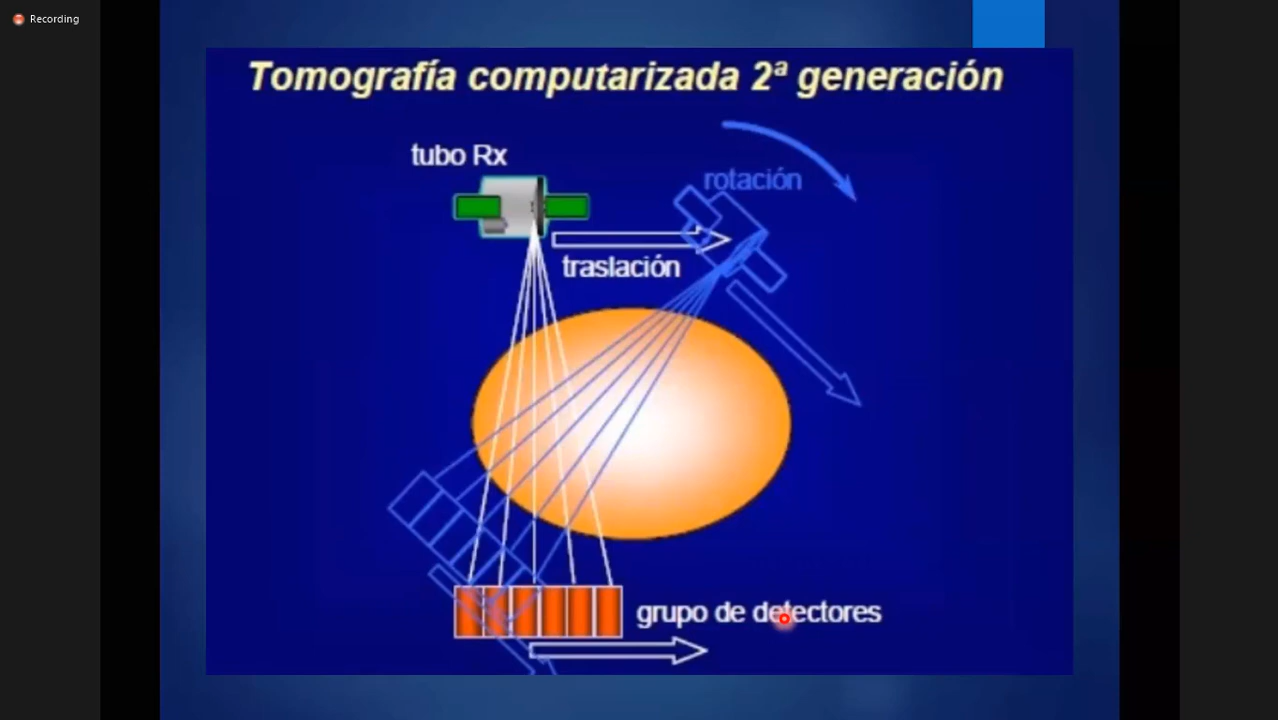 Recording
Tomografía computarizada 2ª generación
tubo Rx
rotación
traslación
grupo de detectores